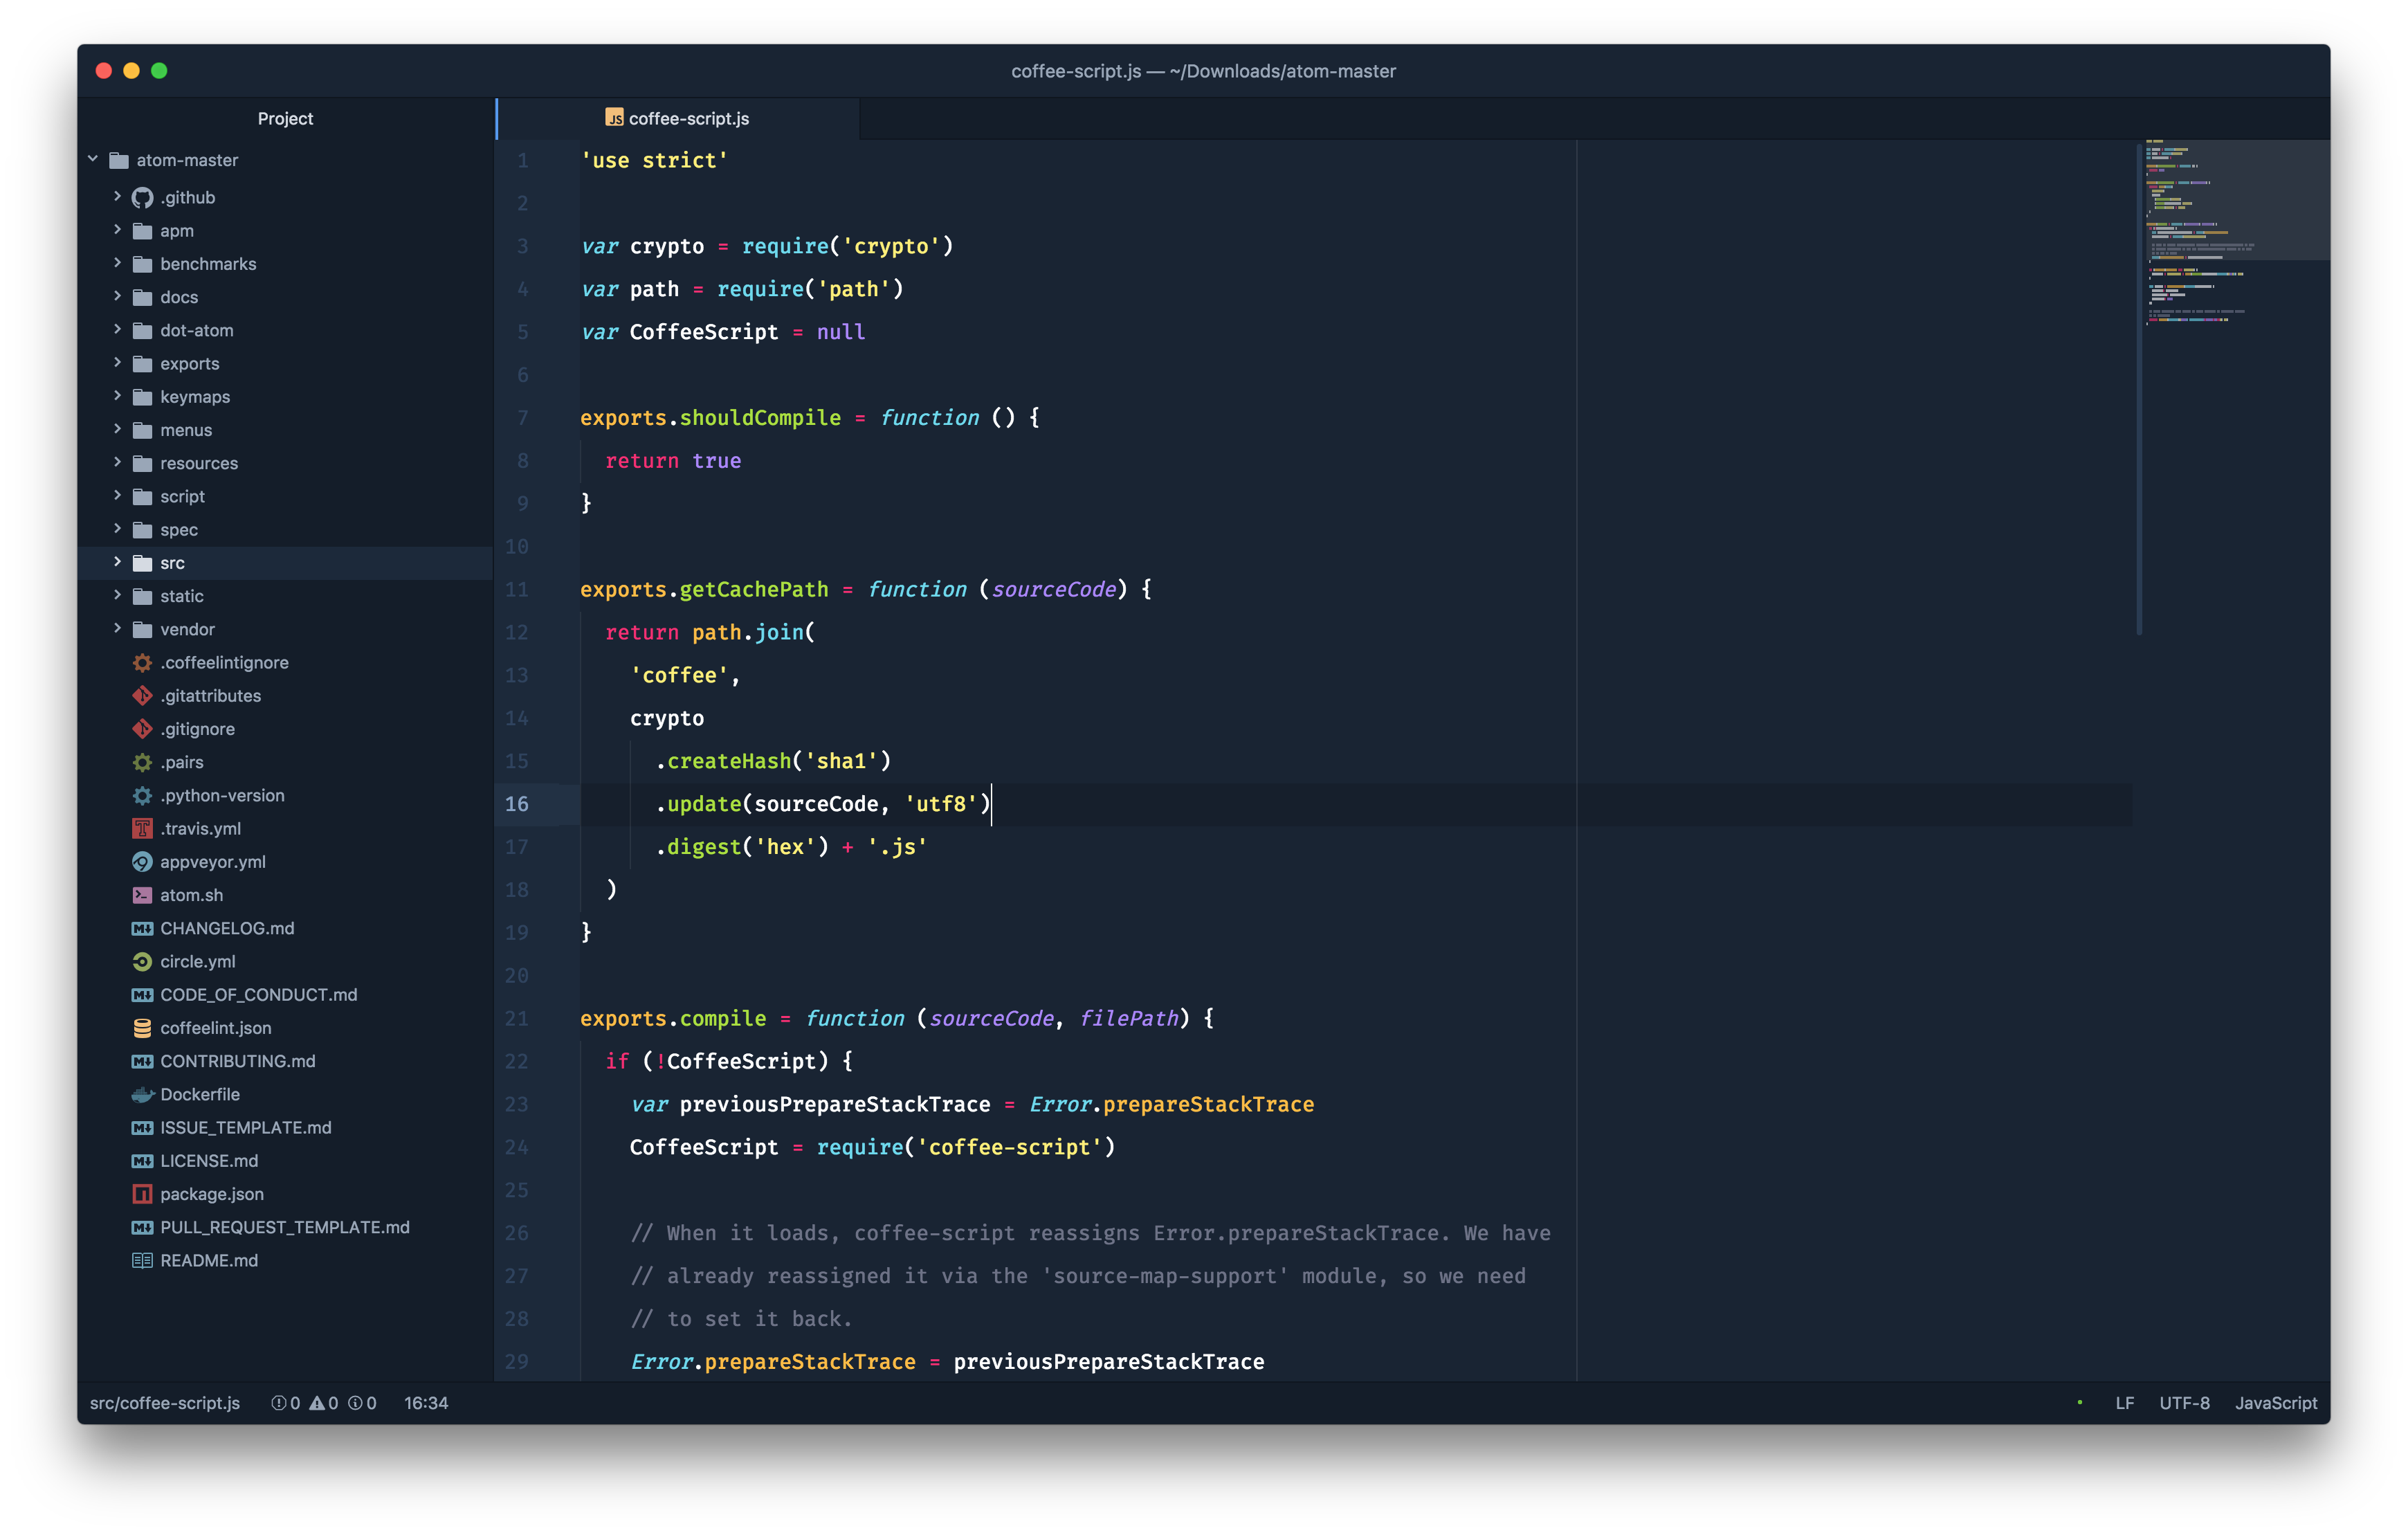 coffee-script.js — ~/Downloads/atom-master
Project
atom-master
.github
apm
benchmarks
docs
dot-atom
exports
keymaps
menus
resources
script
spec
src
static
vendor
.coffeelintignore
.gitattributes
.gitignore
.pairs
.python-version
.travis.yml
appveyor.yml
atom.sh
CHANGELOG.md
circle.yml
CODE_OF_CONDUCT.md
coffeelint.json
CONTRIBUTING.md
Dockerfile
ISSUE_TEMPLATE.md
LICENSE.md
package.json
PULL_REQUEST_TEMPLATE.md
README.md
JS coffee-script.js
1 'use strict'
2
3 var crypto = require('crypto')
4 var path = require('path')
5 var CoffeeScript = null
6
7 exports.shouldCompile = function () {
8   return true
9 }
10
11 exports.getCachePath = function (sourceCode) {
12   return path.join(
13     'coffee',
14     crypto
15       .createHash('sha1')
16       .update(sourceCode, 'utf8')
17       .digest('hex') + '.js'
18   )
19 }
20
21 exports.compile = function (sourceCode, filePath) {
22   if (!CoffeeScript) {
23     var previousPrepareStackTrace = Error.prepareStackTrace
24     CoffeeScript = require('coffee-script')
25
26     // When it loads, coffee-script reassigns Error.prepareStackTrace. We have
27     // already reassigned it via the 'source-map-support' module, so we need
28     // to set it back.
29     Error.prepareStackTrace = previousPrepareStackTrace
src/coffee-script.js 0 0 0 16:34 LF UTF-8 JavaScript